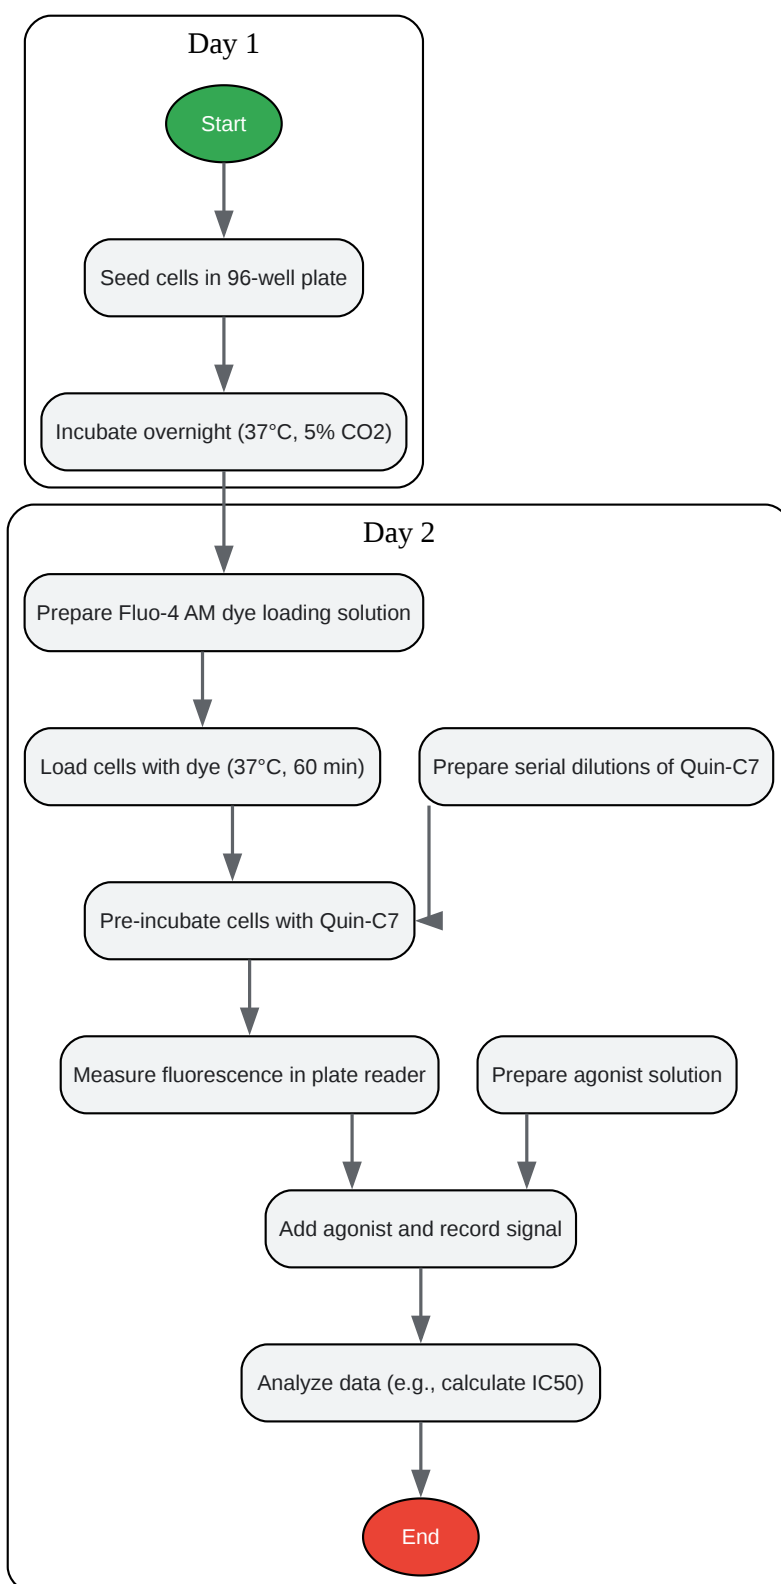 Day 1
Start
Seed cells in 96-well plate
Incubate overnight (37°C, 5% CO2)
Day 2
Prepare Fluo-4 AM dye loading solution
Load cells with dye (37°C, 60 min)
Prepare serial dilutions of Quin-C7
Pre-incubate cells with Quin-C7
Measure fluorescence in plate reader
Prepare agonist solution
Add agonist and record signal
Analyze data (e.g., calculate IC50)
End